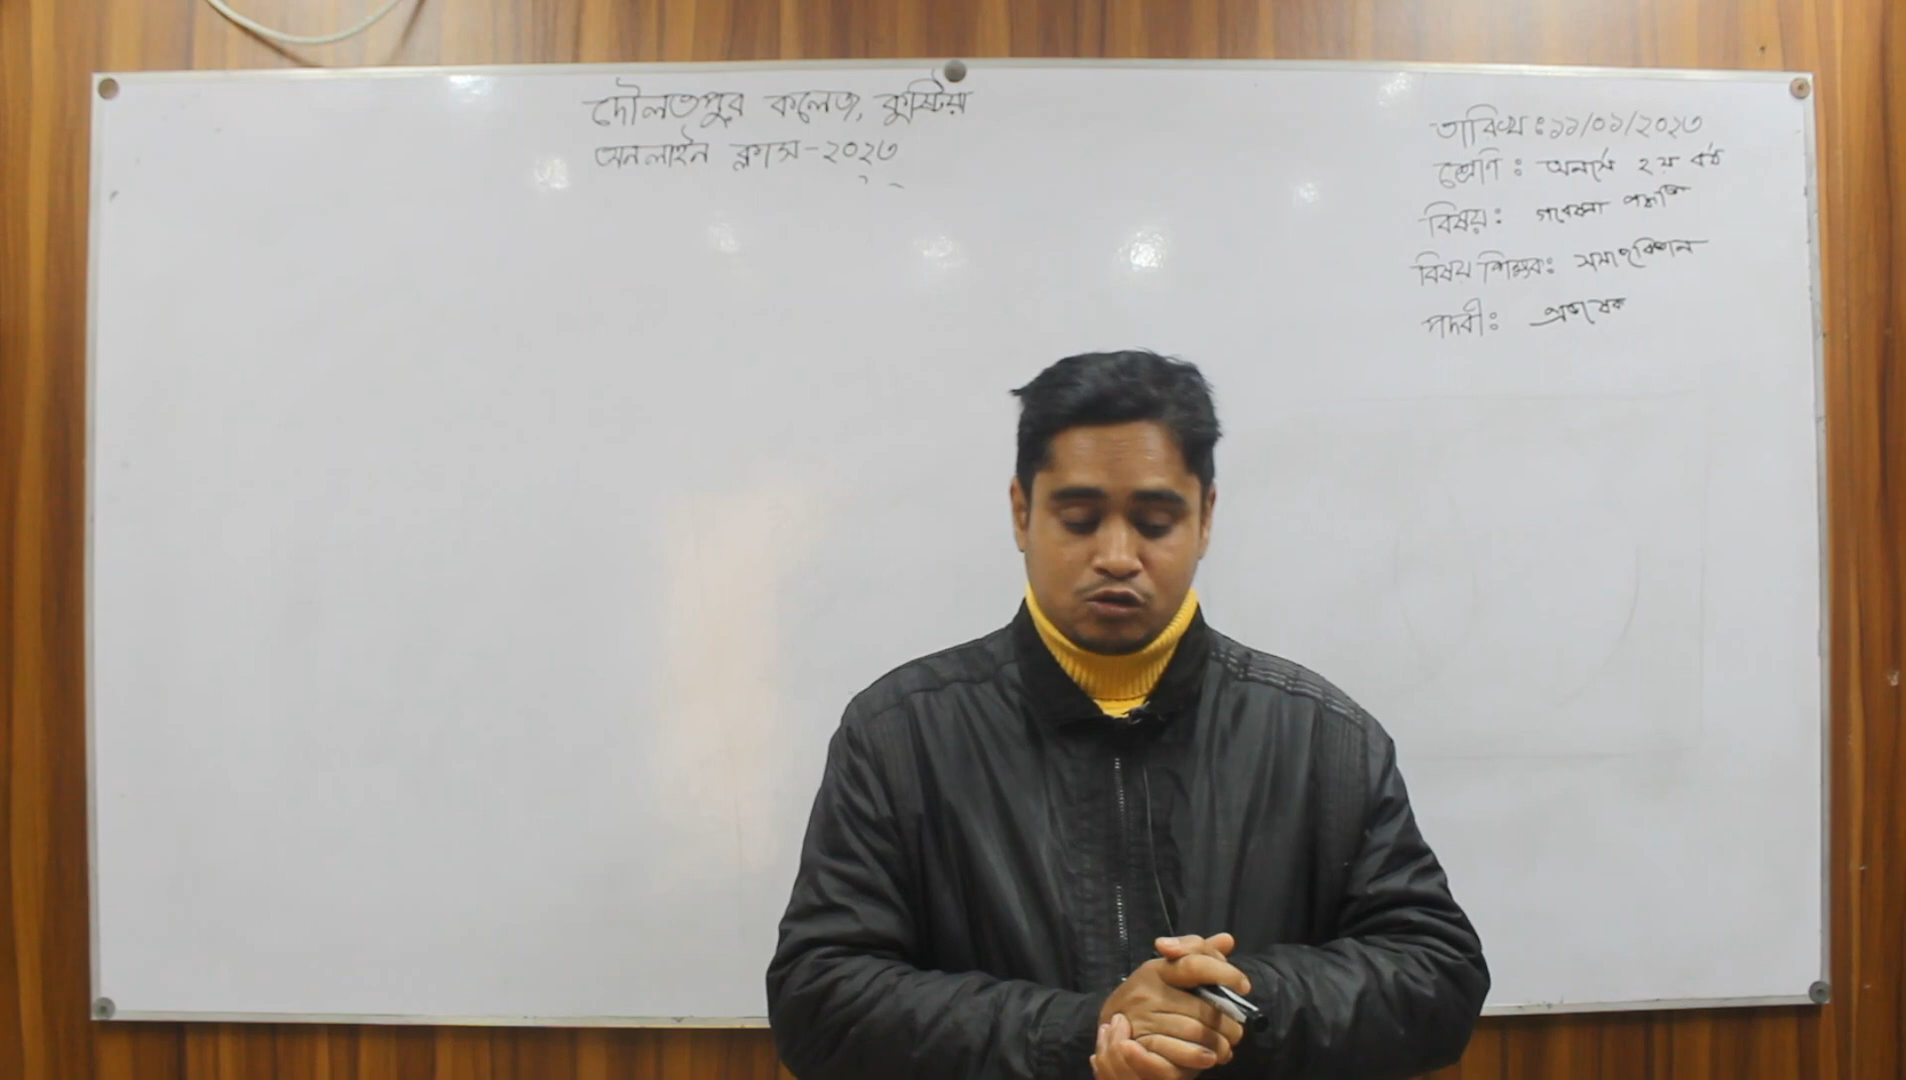 দৌলতপুর কলেজ, কুষ্টিয়া
অনলাইন ক্লাস-২০২৩
তারিখ ঃ ১১/০১/২০২৩
শ্রেণি ঃ অনার্স ২য় বর্ষ
বিষয় ঃ গবেষণা পদ্ধতি
বিষয় শিক্ষক ঃ সমাজবিজ্ঞান
পদবী ঃ প্রভাষক